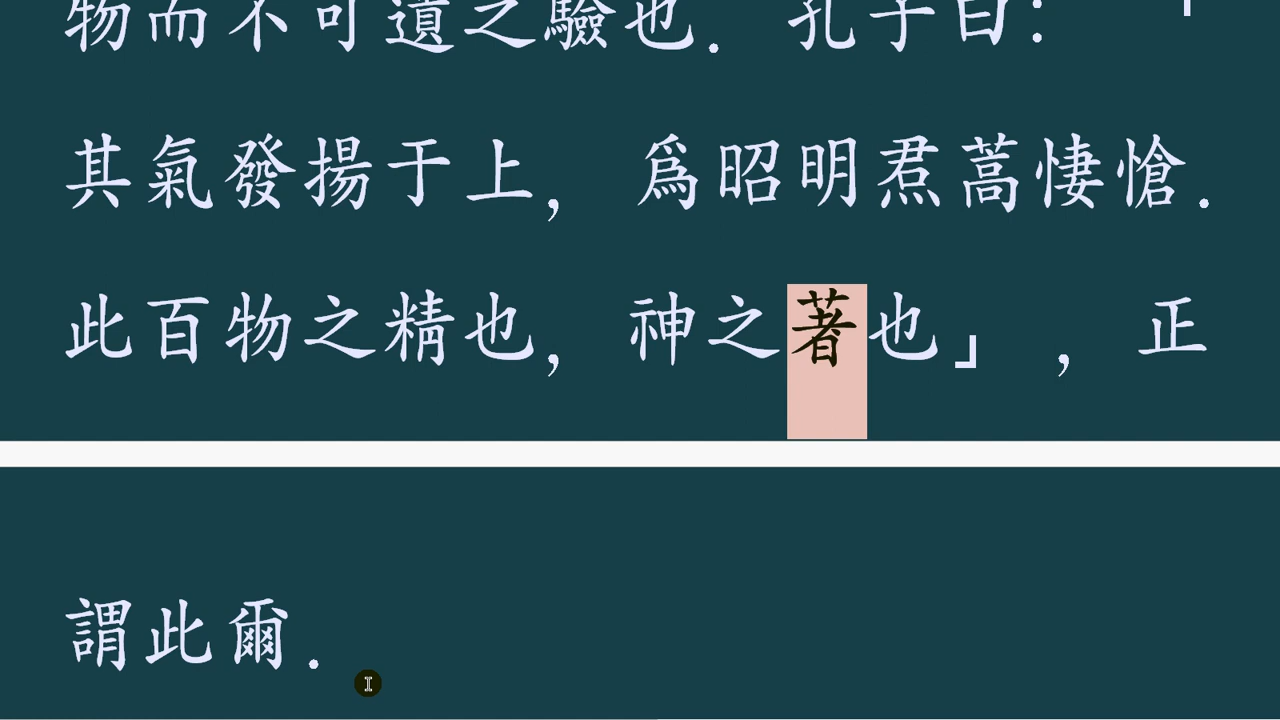 物而不可遺之驗也. 孔子曰: 「
其氣發揚于上, 爲昭明焄蒿悽愴.
此百物之精也, 神之著也」 , 正
謂此爾.